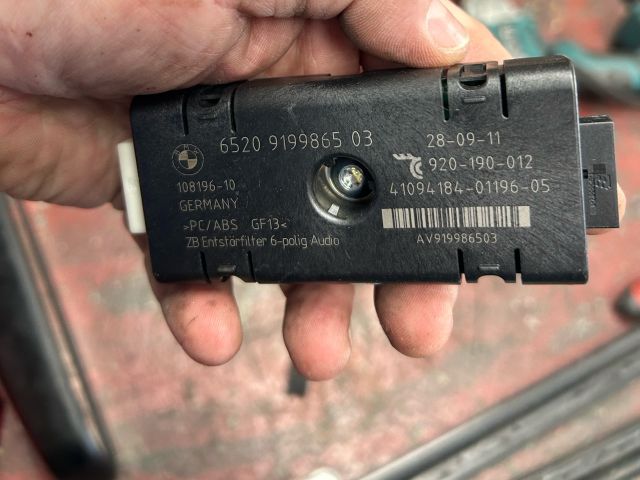 6520 9199865 03
108196-10
GERMANY
>PC/ABS GF13<
ZB Entstörfilter 6-polig Audio
28-09-11
920-190-012
41094184-01196-05
AV919986503